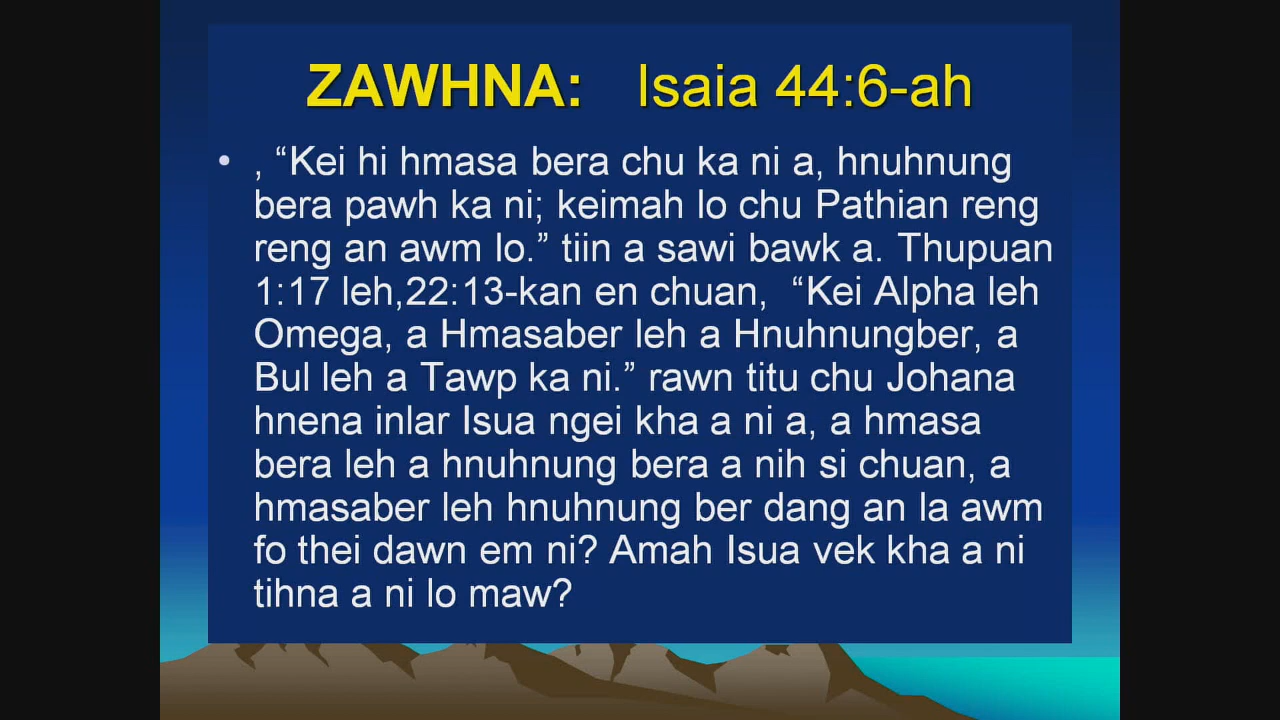 ZAWHNA: Isaia 44:6-ah
• , “Kei hi hmasa bera chu ka ni a, hnuhnung
bera pawh ka ni; keimah lo chu Pathian reng
reng an awm lo.” tiin a sawi bawk a. Thupuan
1:17 leh,22:13-kan en chuan, “Kei Alpha leh
Omega, a Hmasaber leh a Hnuhnungber, a
Bul leh a Tawp ka ni.” rawn titu chu Johana
hnena inlar Isua ngei kha a ni a, a hmasa
bera leh a hnuhnung bera a nih si chuan, a
hmasaber leh hnuhnung ber dang an la awm
fo thei dawn em ni? Amah Isua vek kha a ni
tihna a ni lo maw?